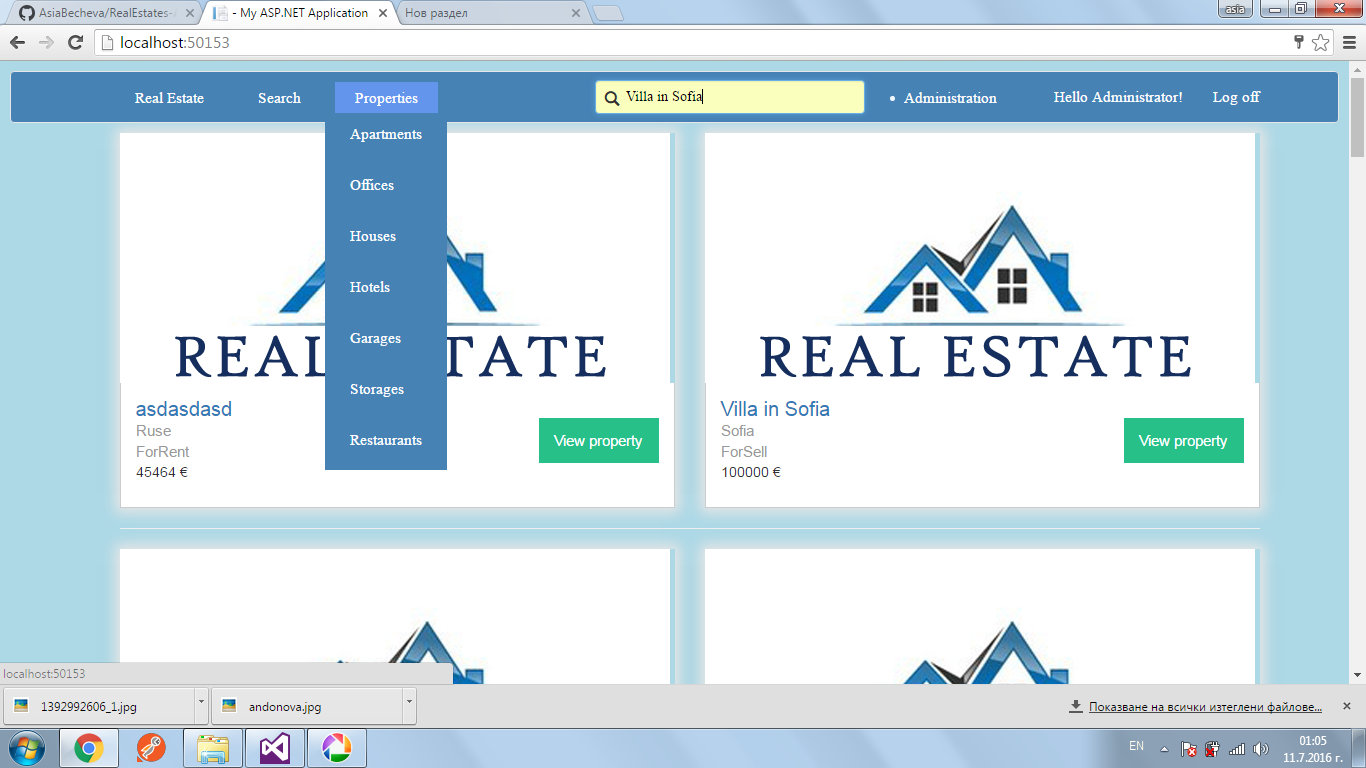 AsiaBecheva/RealEstates-
- My ASP.NET Application
Нов раздел
asia
localhost:50153
Real Estate
Search
Properties
Villa in Sofia
Administration
Hello Administrator!
Log off
Apartments
Offices
Houses
Hotels
Garages
Storages
Restaurants
REAL
TATE
REAL ESTATE
asdasdasd
Ruse
ForRent
45464 €
View property
Villa in Sofia
Sofia
ForSell
100000 €
View property
localhost:50153
1392992606_1.jpg
andonova.jpg
Показване на всички изтеглени файлове...
EN
01:05
11.7.2016 г.